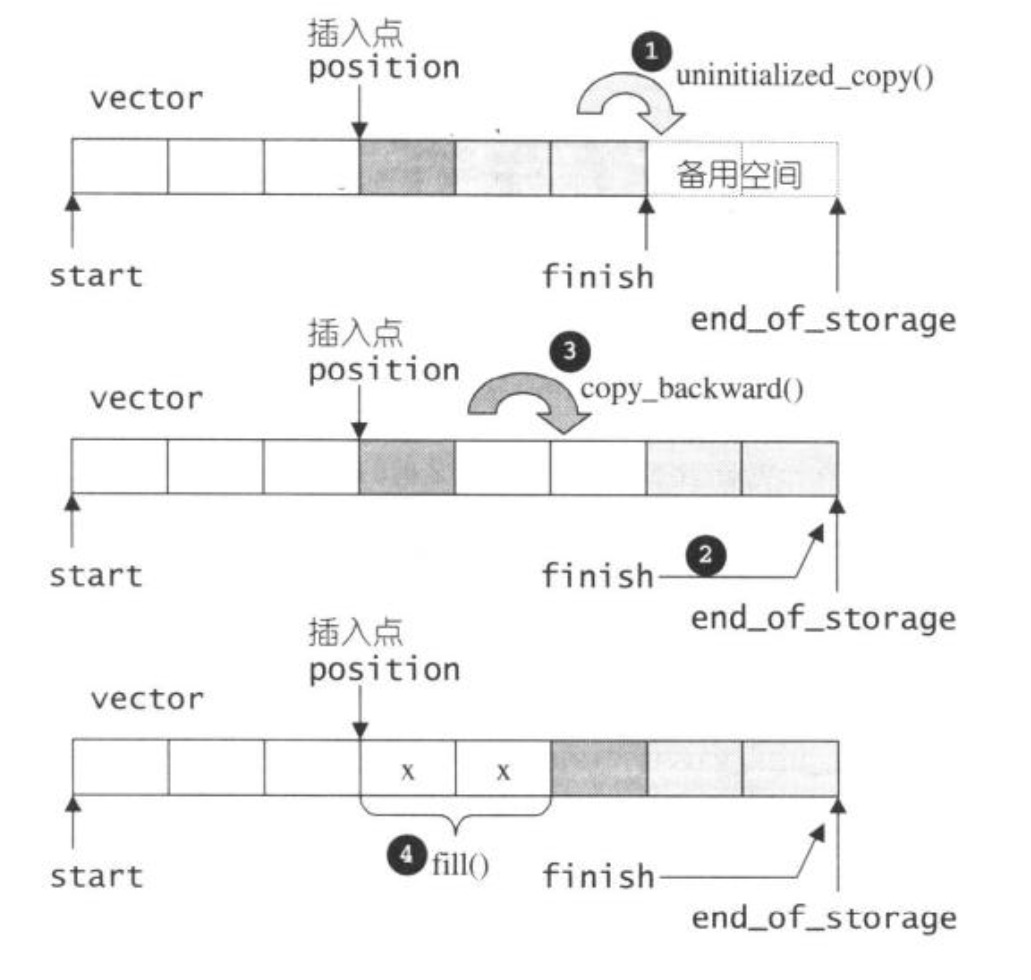 插入点
position
1
uninitialized_copy()
vector
备用空间
start
finish
end_of_storage
插入点
position
3
copy_backward()
vector
start
finish
2
end_of_storage
插入点
position
vector
x
x
4
fill()
start
finish
end_of_storage